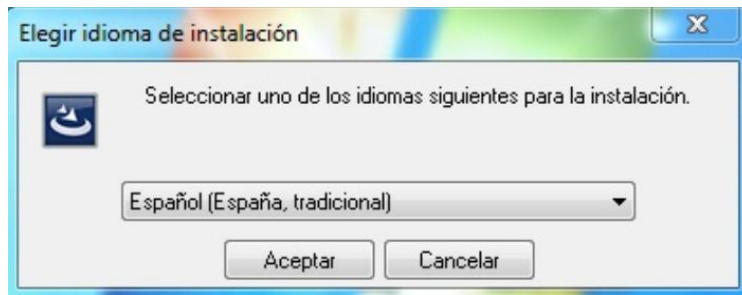 Elegir idioma de instalación
Seleccionar uno de los idiomas siguientes para la instalación.
Español (España, tradicional)
Aceptar
Cancelar